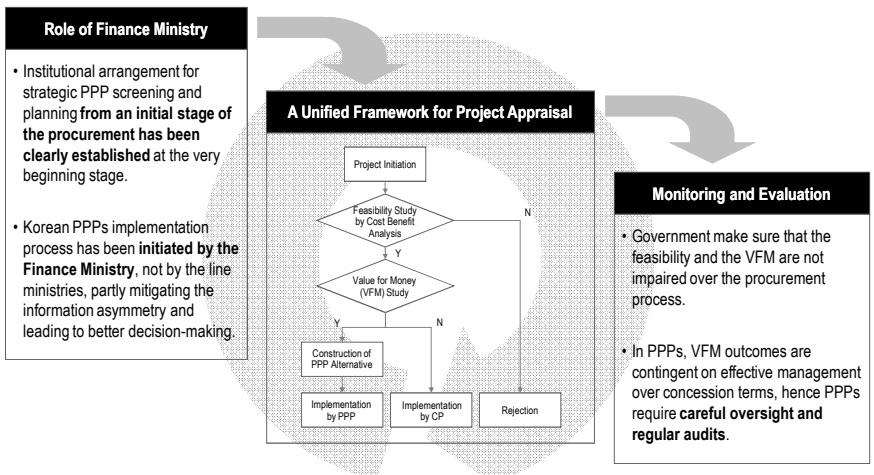 Role of Finance Ministry
• Institutional arrangement for
strategic PPP screening and
planning from an initial stage of
the procurement has been
clearly established at the very
beginning stage.
• Korean PPPs implementation
process has been initiated by the
Finance Ministry, not by the line
ministries, partly mitigating the
information asymmetry and
leading to better decision-making.
A Unified Framework for Project Appraisal
Project Initiation
Feasibility Study
by Cost Benefit
Analysis
N
Y
Value for Money
(VFM) Study
Y
N
Construction of
PPP Alternative
Implementation
by PPP
Implementation
by CP
Rejection
Monitoring and Evaluation
• Government make sure that the
feasibility and the VFM are not
impaired over the procurement
process.
• In PPPs, VFM outcomes are
contingent on effective management
over concession terms, hence PPPs
require careful oversight and
regular audits.